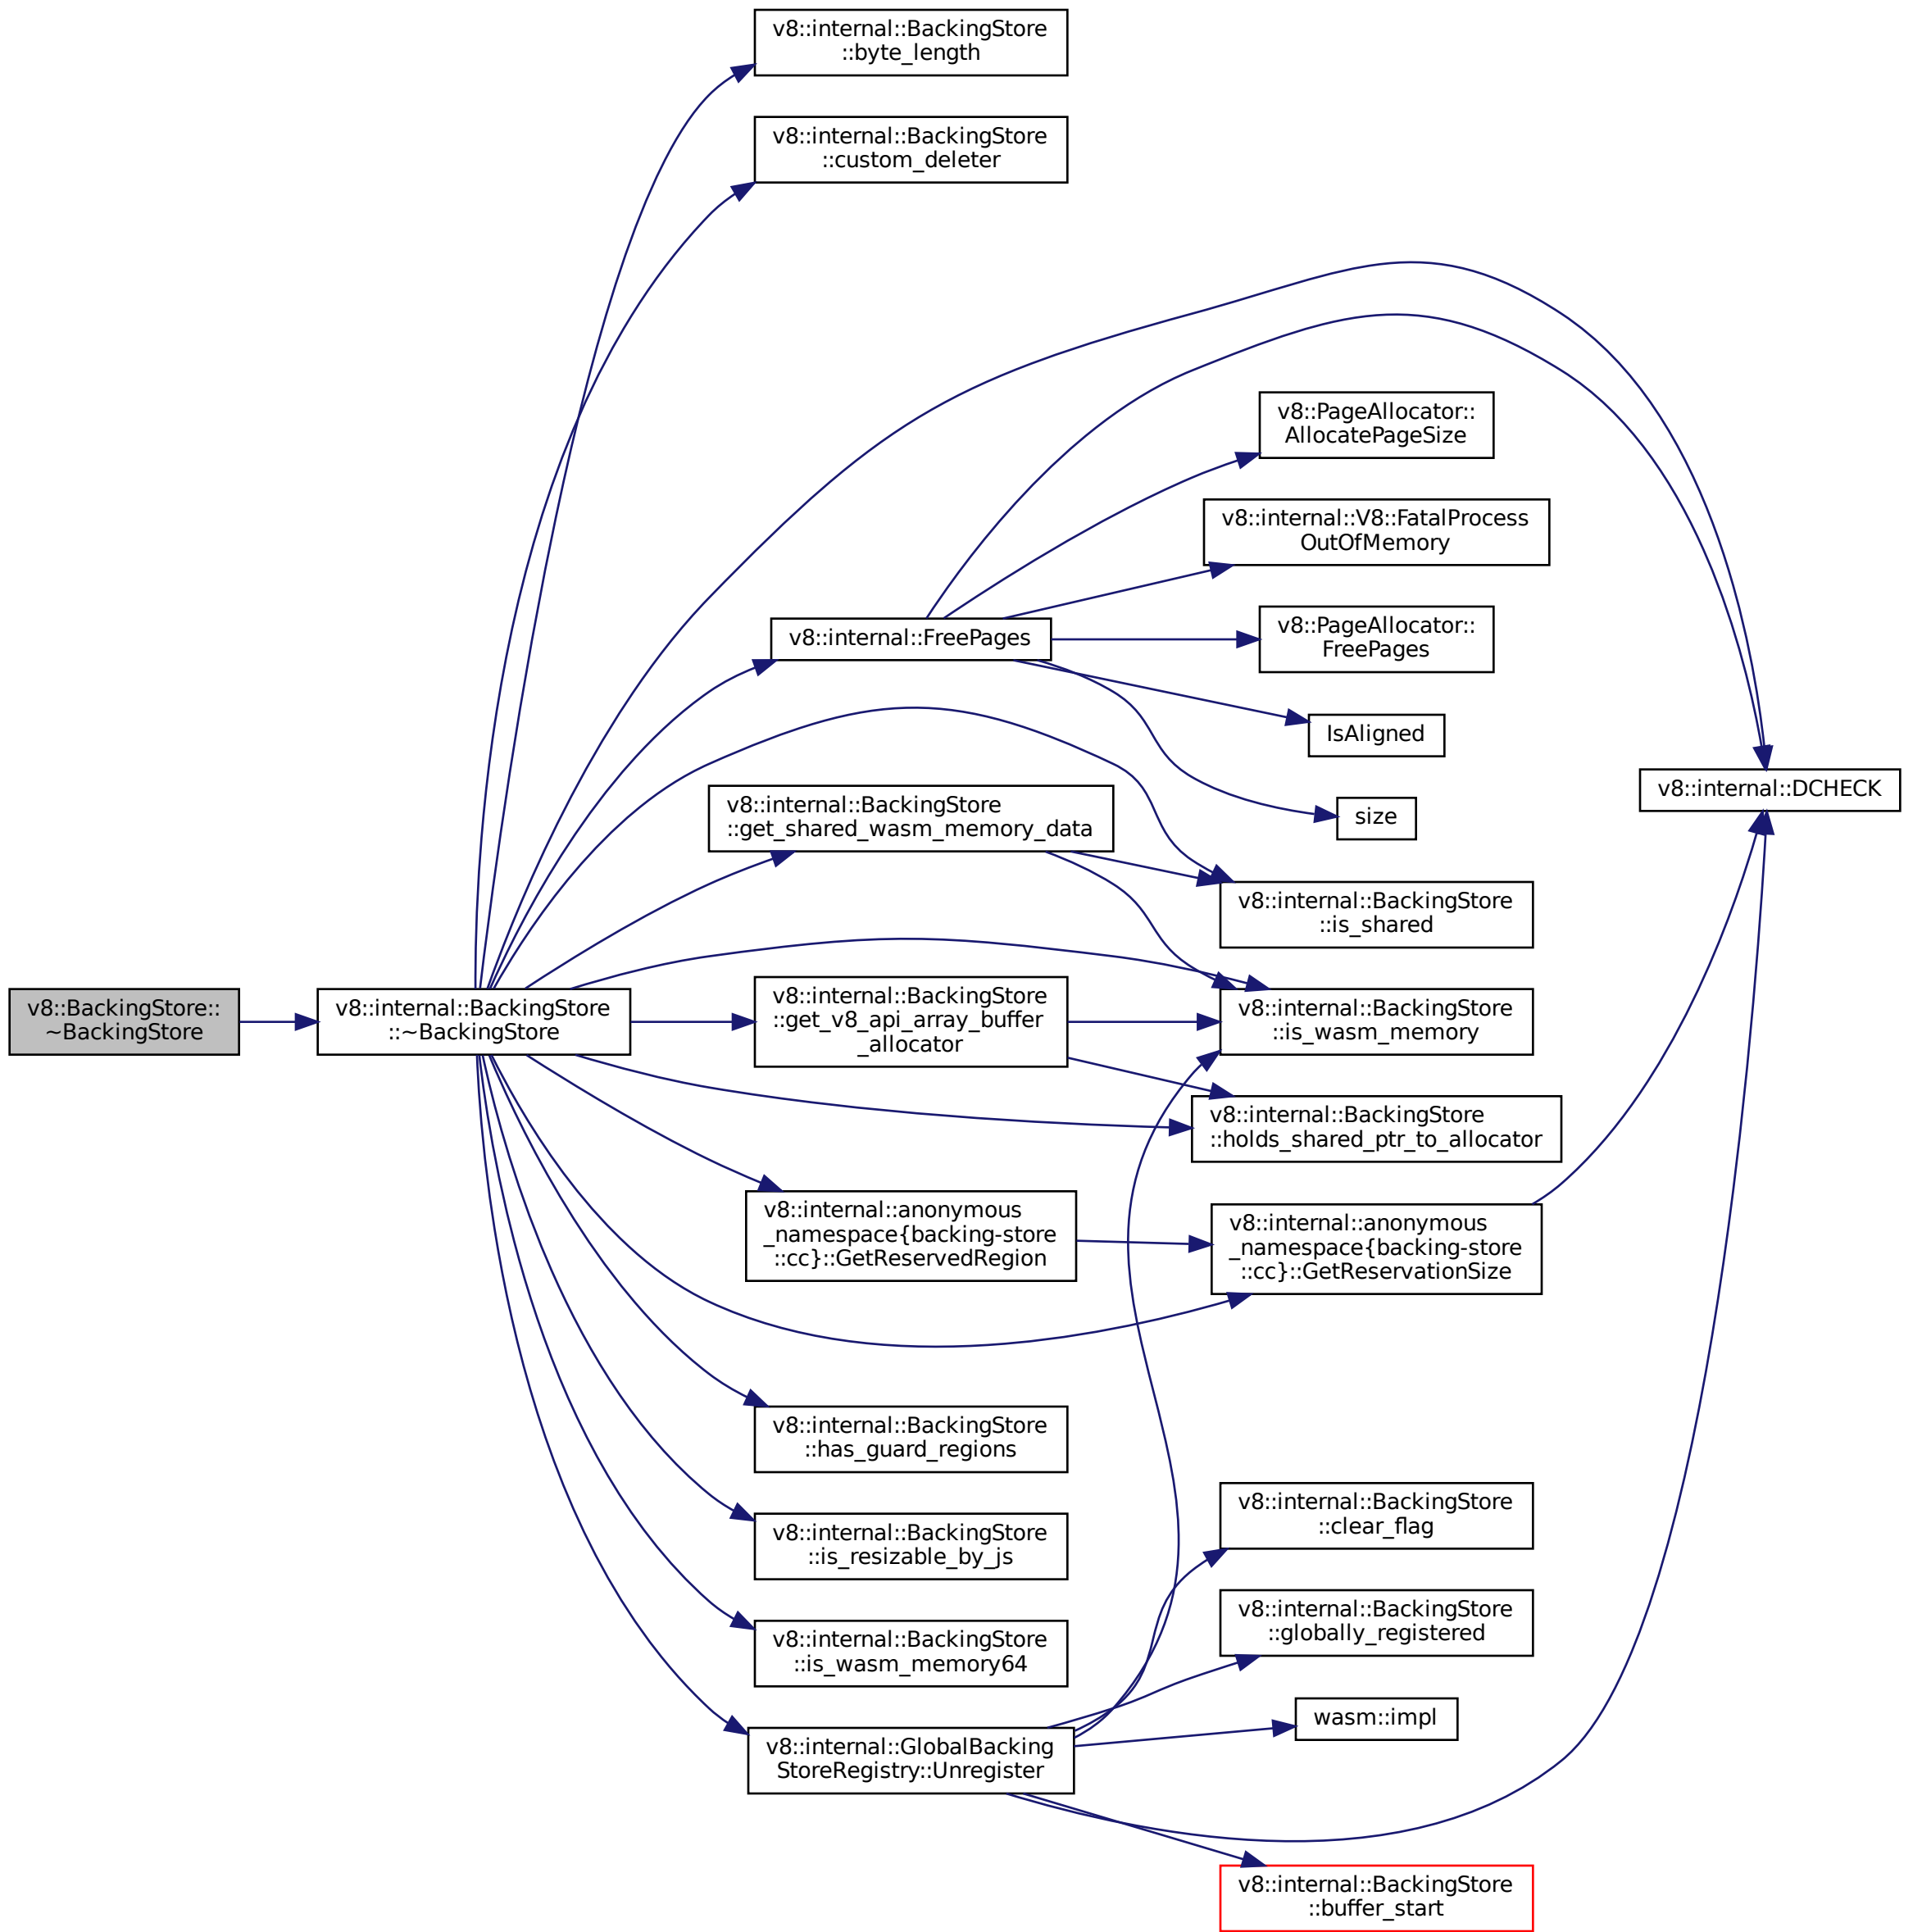 v8::internal::BackingStore
::byte_length
v8::internal::BackingStore
::custom_deleter
v8::PageAllocator::
AllocatePageSize
v8::internal::V8::FatalProcess
OutOfMemory
v8::internal::FreePages
v8::PageAllocator::
FreePages
IsAligned
v8::internal::DCHECK
size
v8::internal::BackingStore
::get_shared_wasm_memory_data
v8::internal::BackingStore
::is_shared
v8::BackingStore::
~BackingStore
v8::internal::BackingStore
::~BackingStore
v8::internal::BackingStore
::get_v8_api_array_buffer
_allocator
v8::internal::BackingStore
::is_wasm_memory
v8::internal::BackingStore
::holds_shared_ptr_to_allocator
v8::internal::anonymous
_namespace{backing-store
::cc}::GetReservedRegion
v8::internal::anonymous
_namespace{backing-store
::cc}::GetReservationSize
v8::internal::BackingStore
::has_guard_regions
v8::internal::BackingStore
::clear_flag
v8::internal::BackingStore
::is_resizable_by_js
v8::internal::BackingStore
::globally_registered
v8::internal::BackingStore
::is_wasm_memory64
wasm::impl
v8::internal::GlobalBacking
StoreRegistry::Unregister
v8::internal::BackingStore
::buffer_start